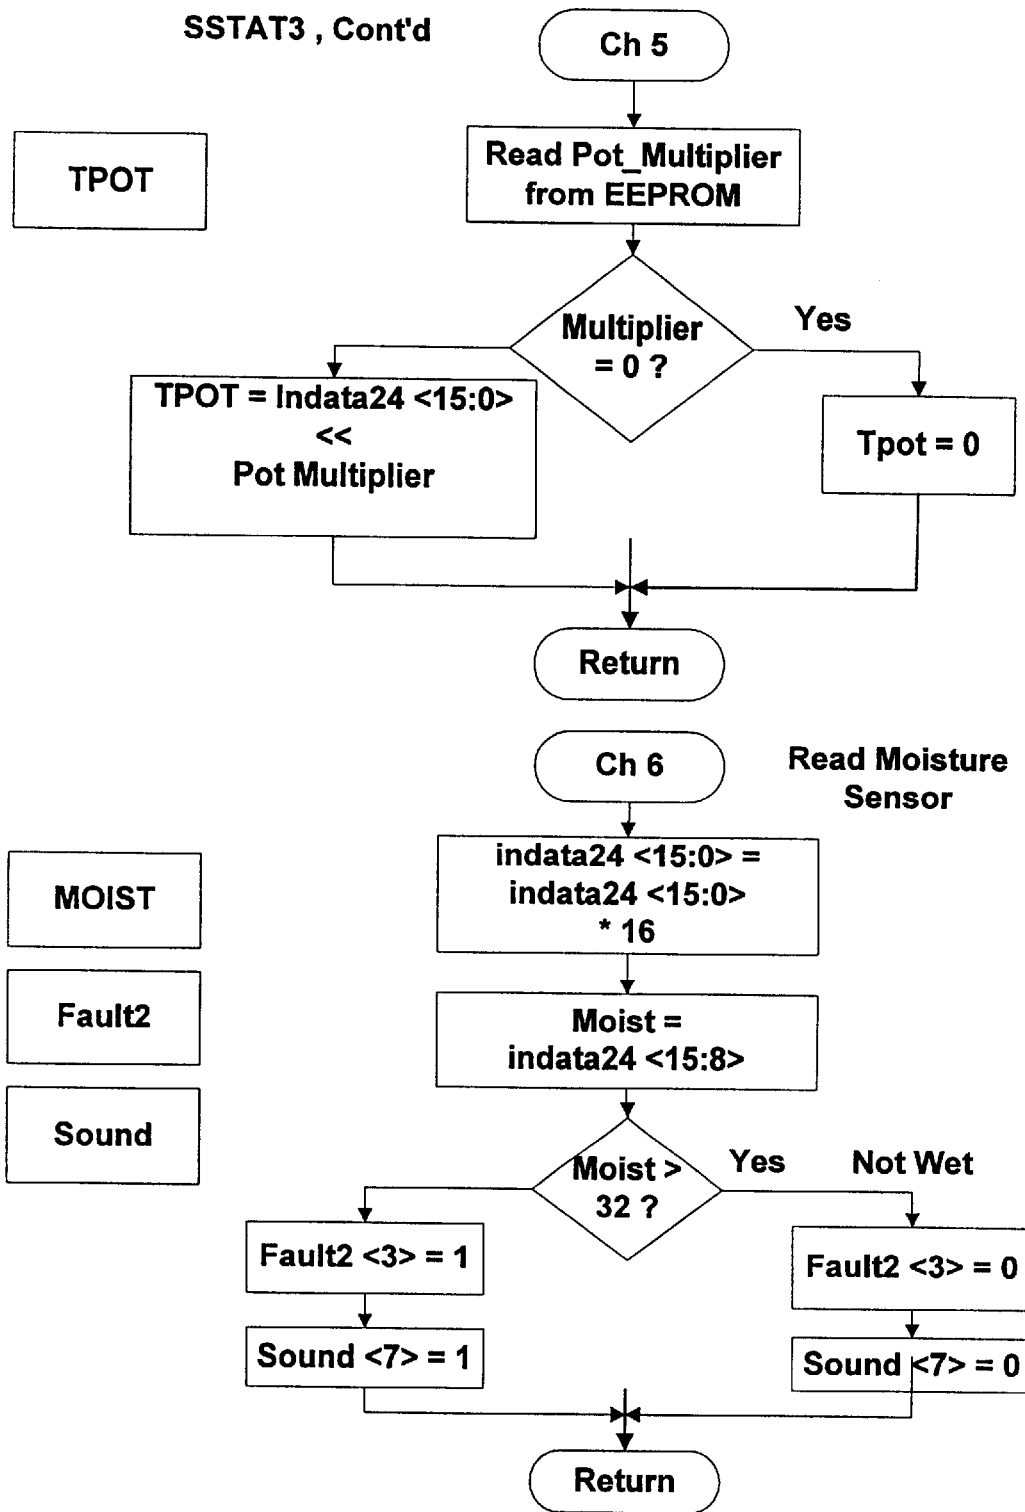 SSTAT3 , Cont'd
Ch 5
TPOT
Read Pot_Multiplier
from EEPROM
Multiplier
= 0 ?
Yes
TPOT = Indata24 <15:0>
<<
Pot Multiplier
Tpot = 0
Return
Ch 6
Read Moisture
Sensor
indata24 <15:0> =
indata24 <15:0>
* 16
MOIST
Fault2
Moist =
indata24 <15:8>
Sound
Moist >
32 ?
Yes
Not Wet
Fault2 <3> = 1
Fault2 <3> = 0
Sound <7> = 1
Sound <7> = 0
Return